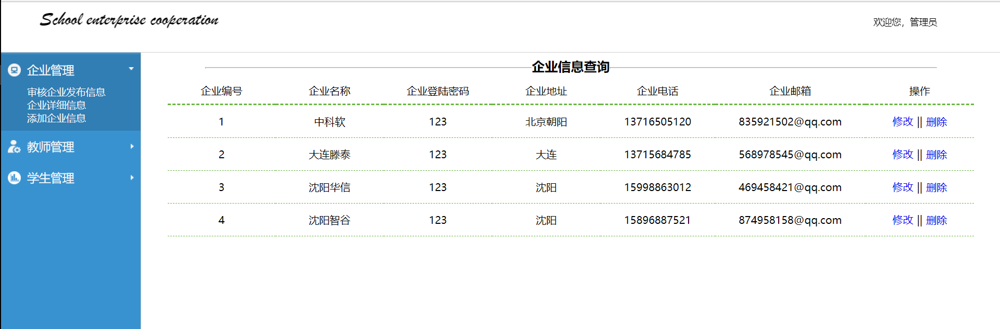 School enterprise cooperation
欢迎您，管理员
企业管理
审核企业发布信息
企业详细信息
添加企业信息
教师管理
学生管理
企业信息查询
企业编号 企业名称 企业登陆密码 企业地址 企业电话 企业邮箱 操作
1 中科软 123 北京朝阳 13716505120 835921502@qq.com 修改 || 删除
2 大连滕泰 123 大连 13715684785 568978545@qq.com 修改 || 删除
3 沈阳华信 123 沈阳 15998863012 469458421@qq.com 修改 || 删除
4 沈阳智谷 123 沈阳 15896887521 874958158@qq.com 修改 || 删除